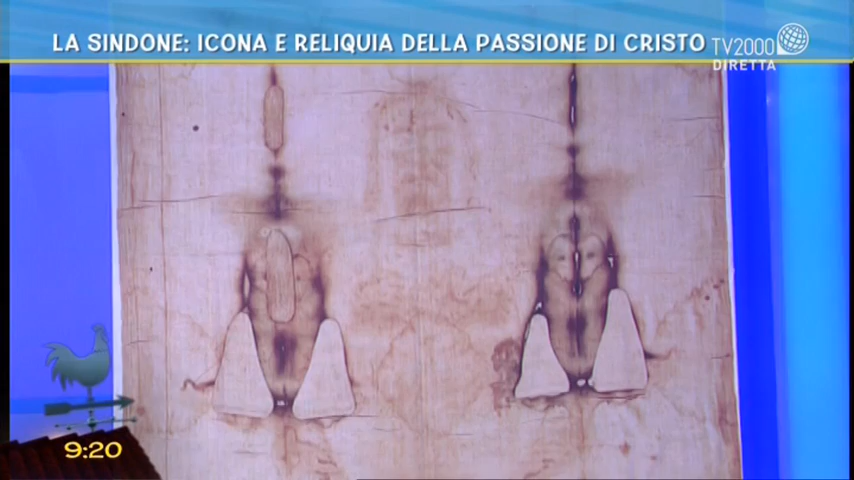 LA SINDONE: ICONA E RELIQUIA DELLA PASSIONE DI CRISTO
TV2000
DIRETTA
9:20